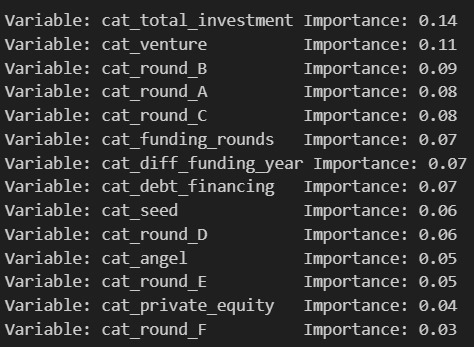 Variable: cat_total_investment Importance: 0.14
Variable: cat_venture Importance: 0.11
Variable: cat_round_B Importance: 0.09
Variable: cat_round_A Importance: 0.08
Variable: cat_round_C Importance: 0.08
Variable: cat_funding_rounds Importance: 0.07
Variable: cat_diff_funding_year Importance: 0.07
Variable: cat_debt_financing Importance: 0.07
Variable: cat_seed Importance: 0.06
Variable: cat_round_D Importance: 0.06
Variable: cat_angel Importance: 0.05
Variable: cat_round_E Importance: 0.05
Variable: cat_private_equity Importance: 0.04
Variable: cat_round_F Importance: 0.03